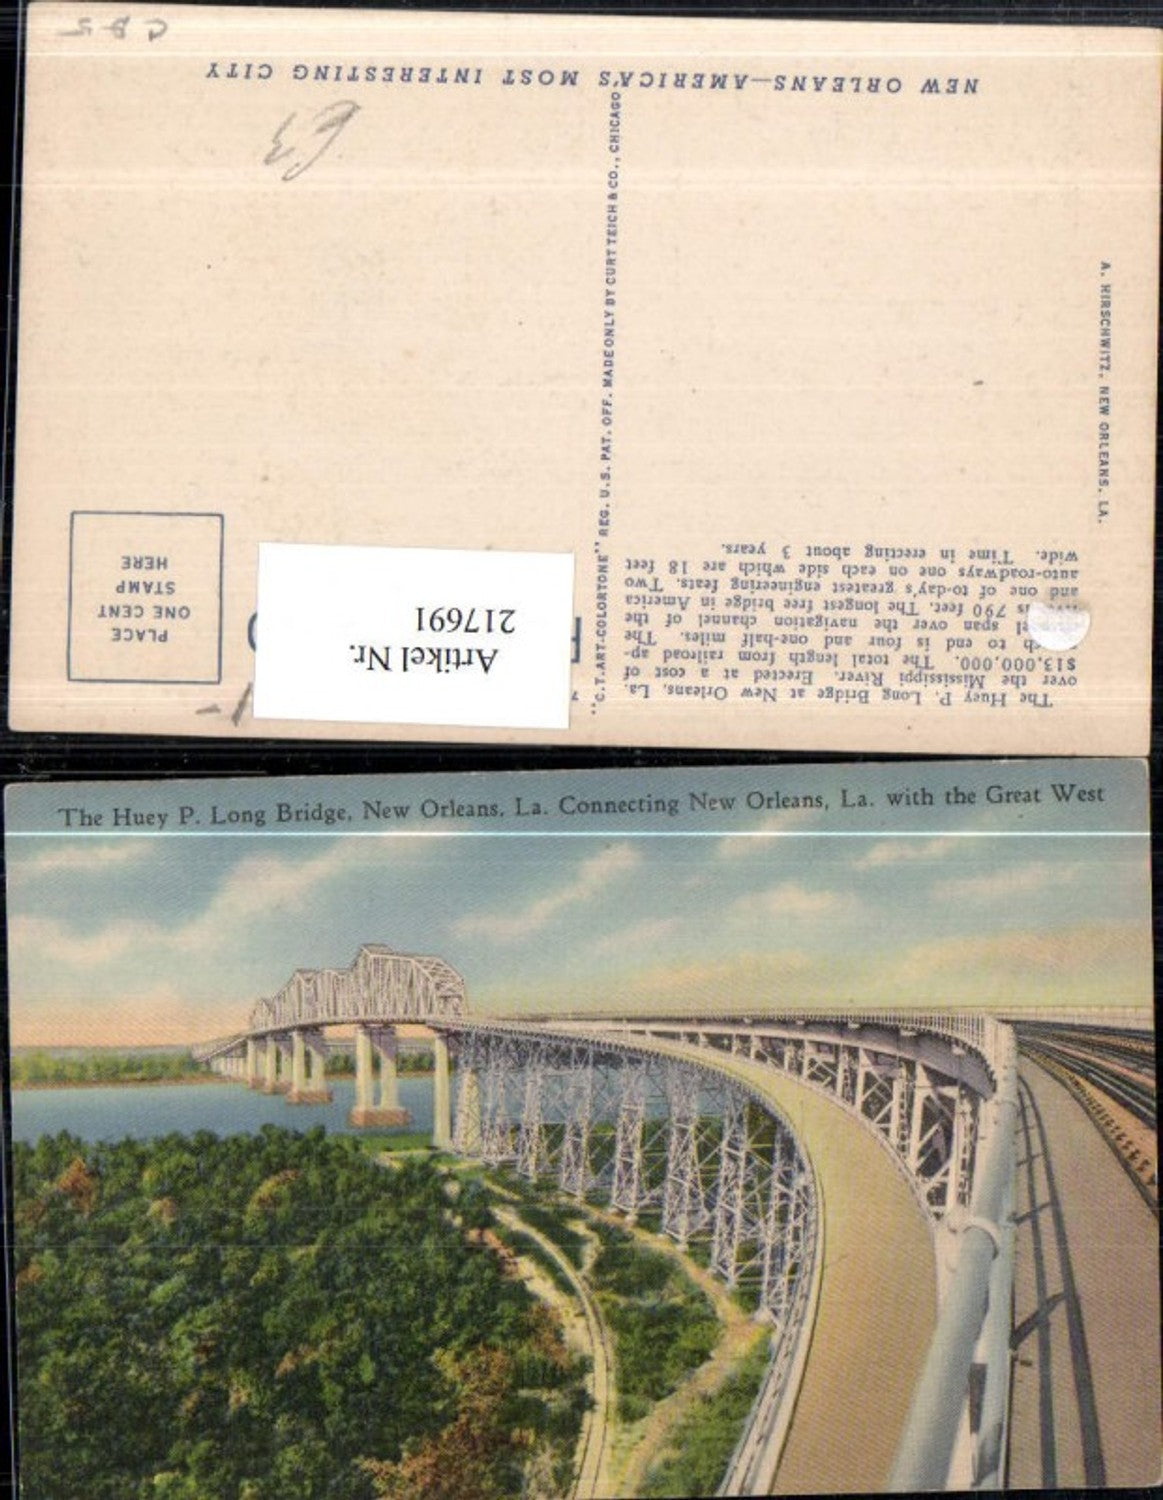 C B 5
NEW ORLEANS—AMERICA'S MOST INTERESTING CITY
"C.T.ART-COLORTONE" REG. U.S. PAT. OFF. MADE ONLY BY CURT TEICH & CO., CHICAGO
A. HIRSCHWITZ, NEW ORLEANS, LA.
PLACE
ONE CENT
STAMP
HERE
Artikel Nr.
217691
The Huey P. Long Bridge at New Orleans, La.
over the Mississippi River. Erected at a cost of
$13,000,000. The total length from railroad ap-
to end is four and one-half miles. The
span over the navigation channel of the
is 790 feet. The longest free bridge in America
and one of to-day's greatest engineering feats. Two
auto-roadways one on each side which are 18 feet
wide. Time in erecting about 3 years.
The Huey P. Long Bridge, New Orleans, La. Connecting New Orleans, La. with the Great West